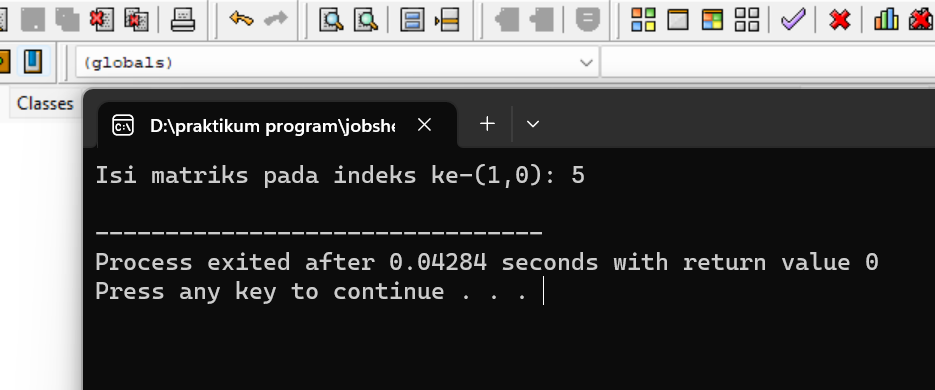 (globals)
Classes
D:\praktikum program\jobshe
Isi matriks pada indeks ke-(1,0): 5
--------------------------------
Process exited after 0.04284 seconds with return value 0
Press any key to continue . . .